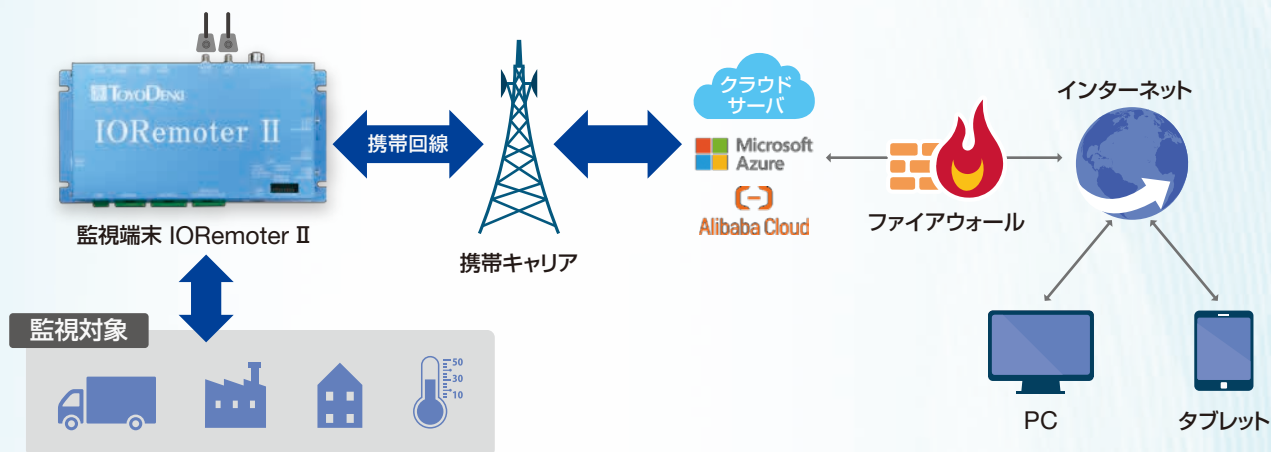 TOYODENKI
IORemoter II
監視端末 IORemoter Ⅱ
携帯回線
携帯キャリア
クラウド
サーバ
Microsoft
Azure
Alibaba Cloud
ファイアウォール
インターネット
PC
タブレット
監視対象
50
30
10